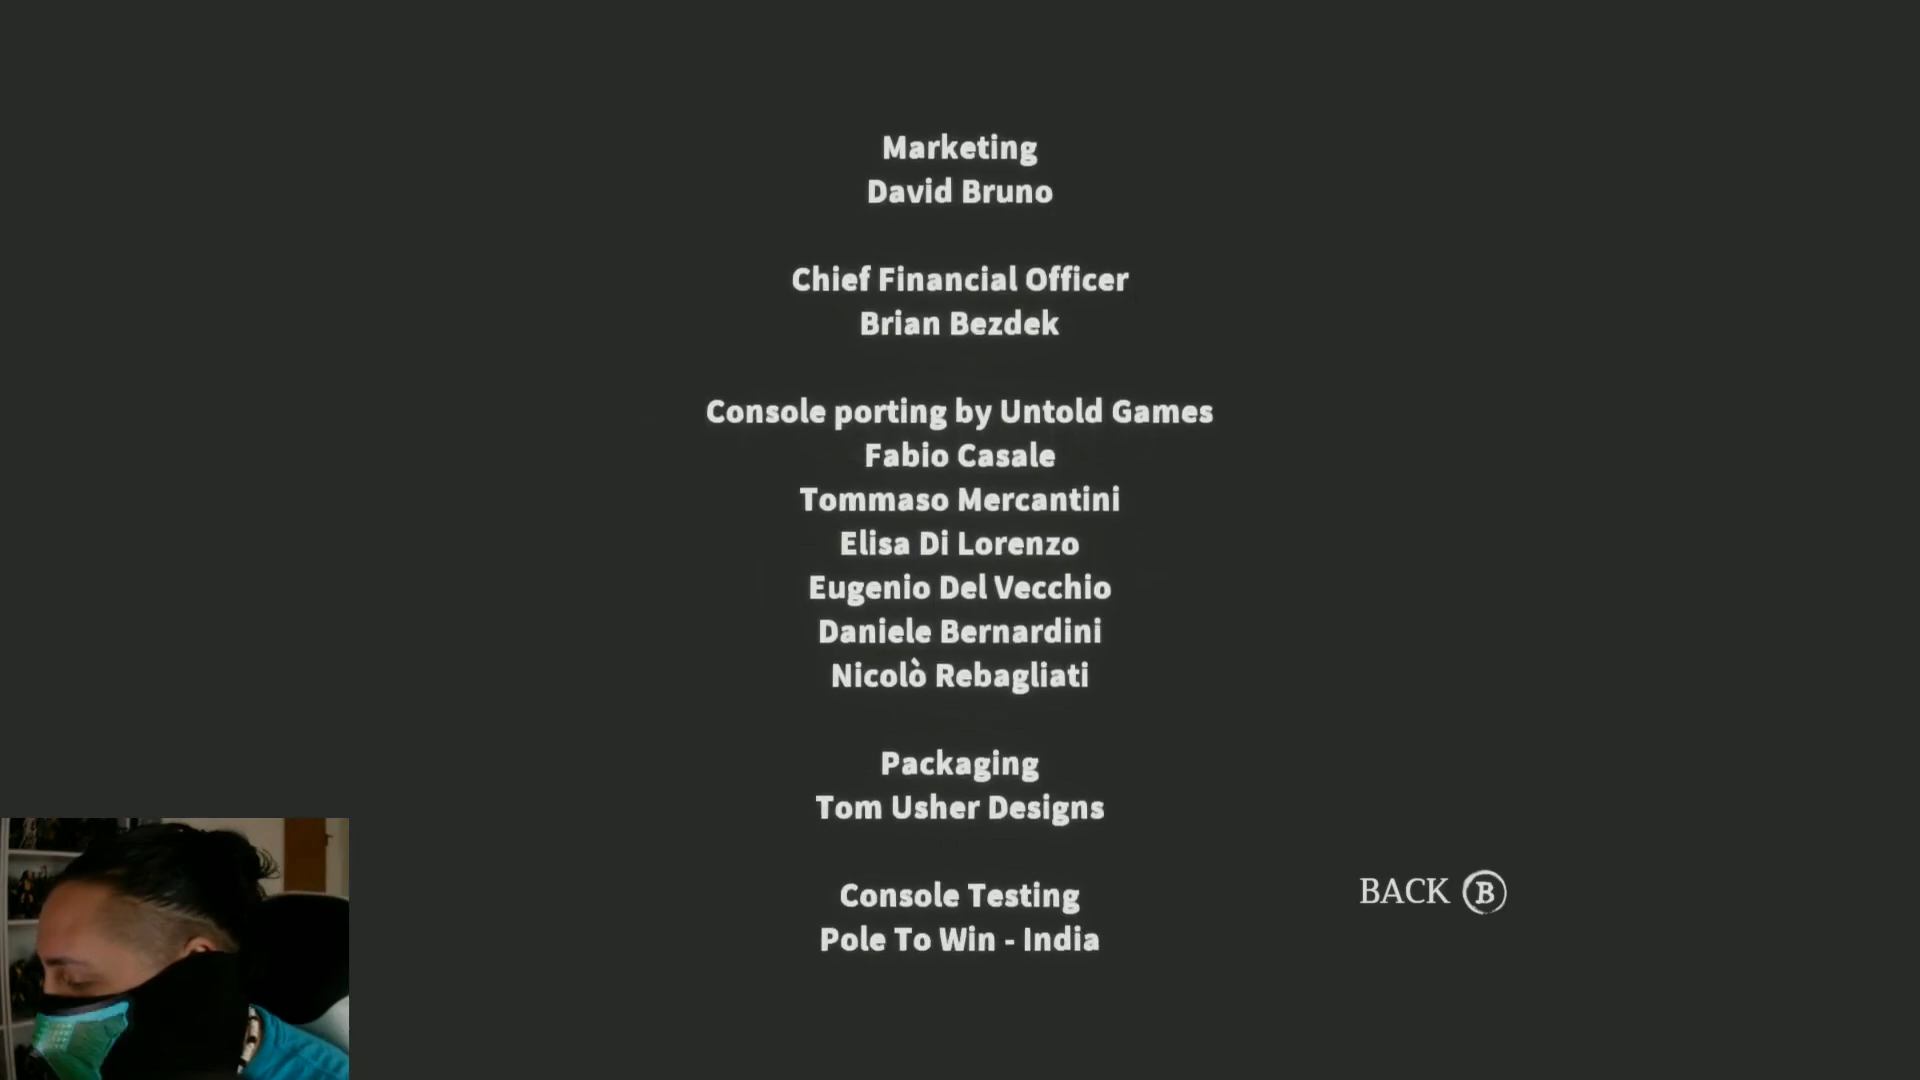 Marketing
David Bruno
Chief Financial Officer
Brian Bezdek
Console porting by Untold Games
Fabio Casale
Tommaso Mercantini
Elisa Di Lorenzo
Eugenio Del Vecchio
Daniele Bernardini
Nicolò Rebagliati
Packaging
Tom Usher Designs
Console Testing
Pole To Win - India
BACK B